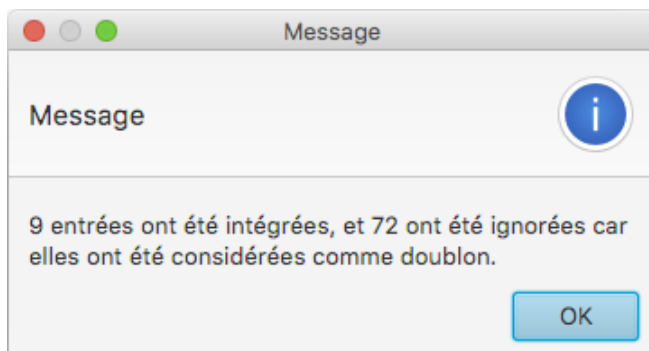 Message
Message
9 entrées ont été intégrées, et 72 ont été ignorées car
elles ont été considérées comme doublon.
OK